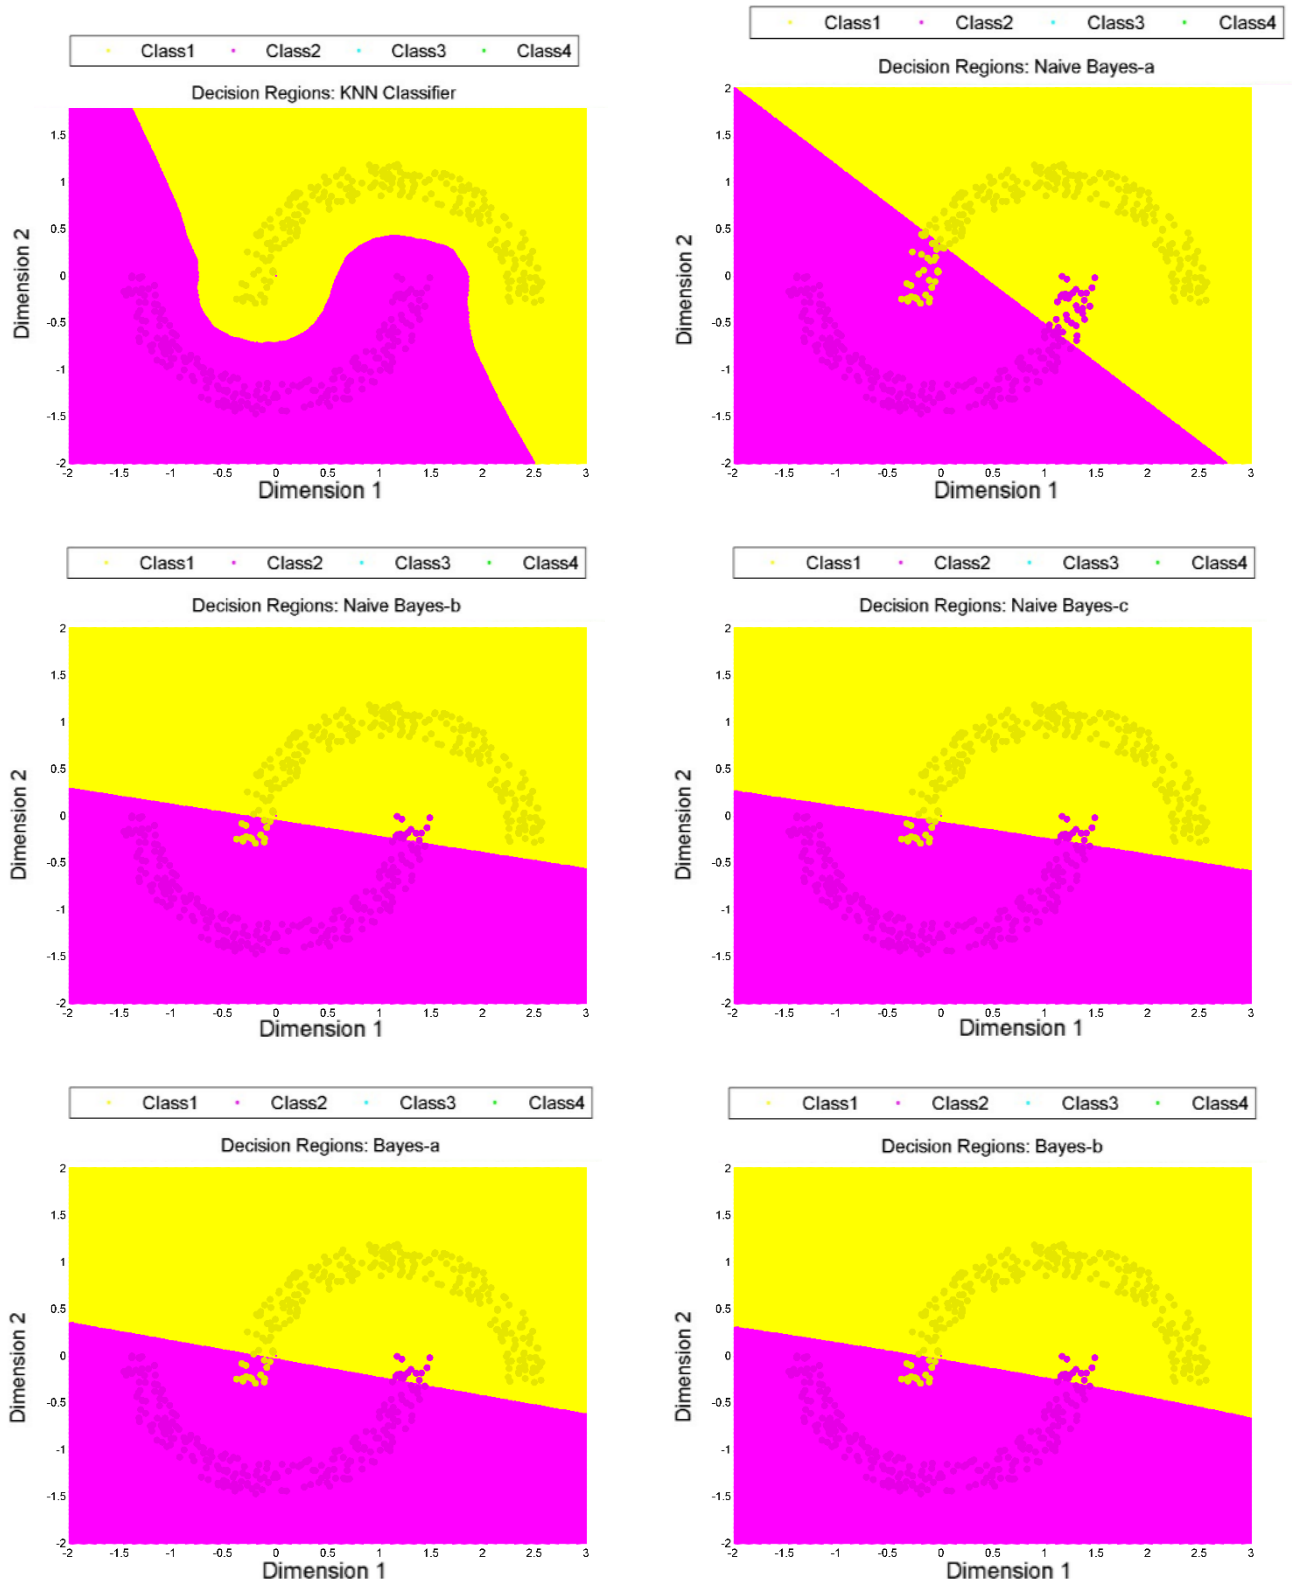 Class1 Class2 Class3 Class4
Decision Regions: KNN Classifier
1.5
1
0.5
0
-0.5
-1
-1.5
-2
-2 -1.5 -1 -0.5 0 0.5 1 1.5 2 2.5 3
Dimension 1
Dimension 2
Class1 Class2 Class3 Class4
Decision Regions: Naive Bayes-a
2
1.5
1
0.5
0
-0.5
-1
-1.5
-2
-2 -1.5 -1 -0.5 0 0.5 1 1.5 2 2.5 3
Dimension 1
Dimension 2
Class1 Class2 Class3 Class4
Decision Regions: Naive Bayes-b
2
1.5
1
0.5
0
-0.5
-1
-1.5
-2
-2 -1.5 -1 -0.5 0 0.5 1 1.5 2 2.5 3
Dimension 1
Dimension 2
Class1 Class2 Class3 Class4
Decision Regions: Naive Bayes-c
2
1.5
1
0.5
0
-0.5
-1
-1.5
-2
-2 -1.5 -1 -0.5 0 0.5 1 1.5 2 2.5 3
Dimension 1
Dimension 2
Class1 Class2 Class3 Class4
Decision Regions: Bayes-a
2
1.5
1
0.5
0
-0.5
-1
-1.5
-2
-2 -1.5 -1 -0.5 0 0.5 1 1.5 2 2.5 3
Dimension 1
Dimension 2
Class1 Class2 Class3 Class4
Decision Regions: Bayes-b
2
1.5
1
0.5
0
-0.5
-1
-1.5
-2
-2 -1.5 -1 -0.5 0 0.5 1 1.5 2 2.5 3
Dimension 1
Dimension 2